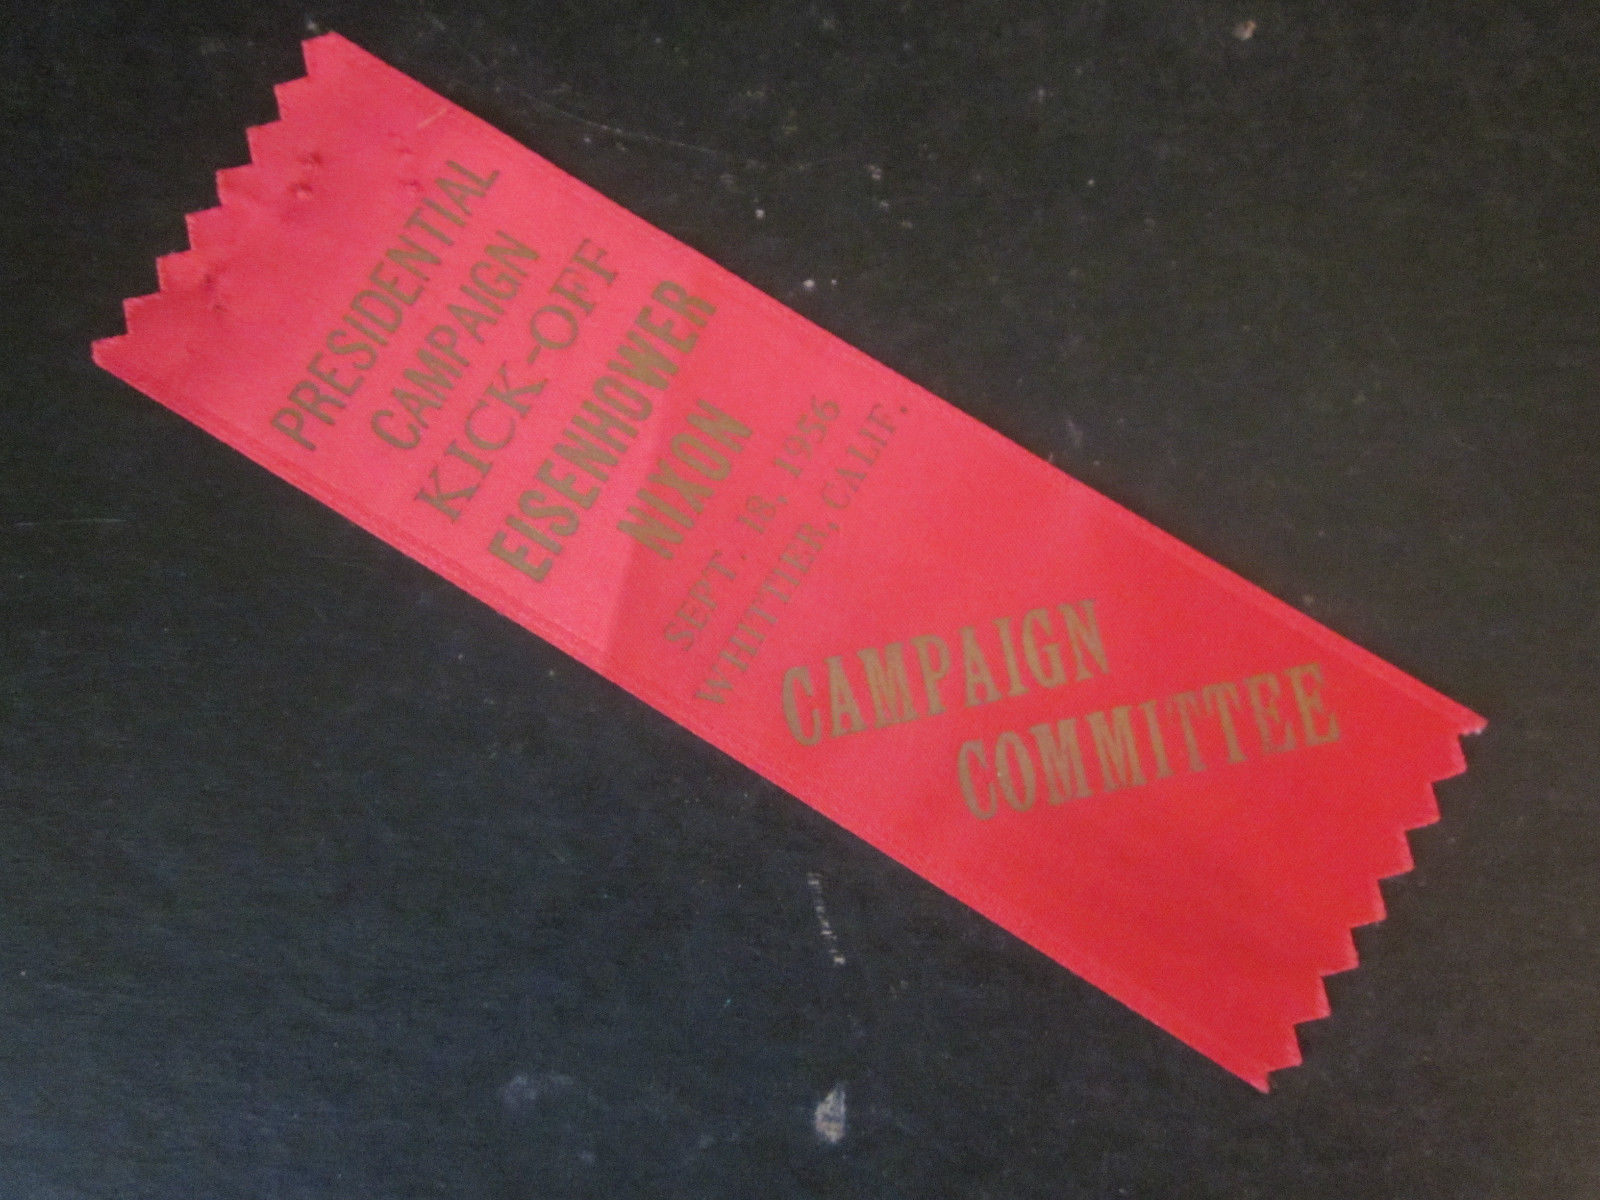 PRESIDENTIAL
CAMPAIGN
KICK-OFF
EISENHOWER
NIXON
SEPT. 18, 1956
WHITTIER, CALIF.
CAMPAIGN
COMMITTEE